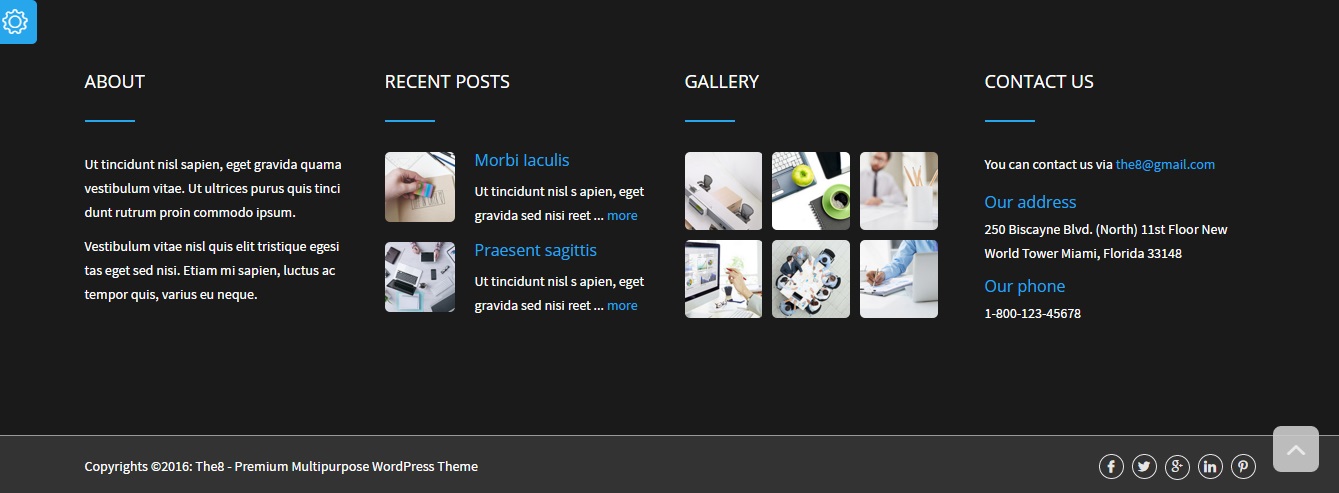 ABOUT
Ut tincidunt nisl sapien, eget gravida quama
vestibulum vitae. Ut ultrices purus quis tinci
dunt rutrum proin commodo ipsum.
Vestibulum vitae nisl quis elit tristique egesi
tas eget sed nisi. Etiam mi sapien, luctus ac
tempor quis, varius eu neque.
RECENT POSTS
Morbi Iaculis
Ut tincidunt nisl s apien, eget
gravida sed nisi reet ... more
Praesent sagittis
Ut tincidunt nisl s apien, eget
gravida sed nisi reet ... more
GALLERY
CONTACT US
You can contact us via the8@gmail.com
Our address
250 Biscayne Blvd. (North) 11st Floor New
World Tower Miami, Florida 33148
Our phone
1-800-123-45678
Copyrights ©2016: The8 - Premium Multipurpose WordPress Theme